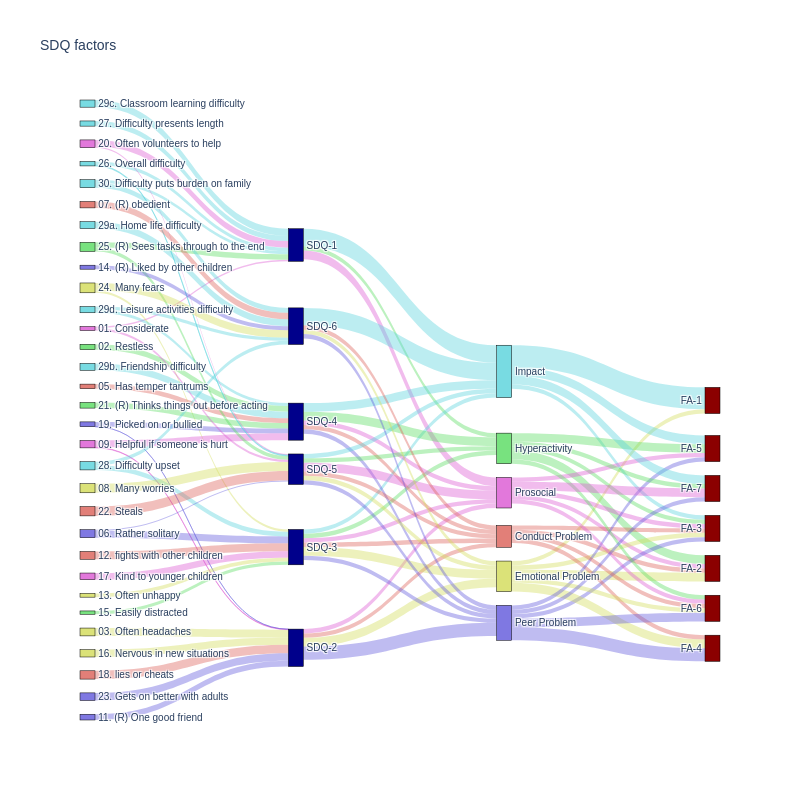 SDQ factors
29c. Classroom learning difficulty
27. Difficulty presents length
20. Often volunteers to help
26. Overall difficulty
30. Difficulty puts burden on family
07. (R) obedient
29a. Home life difficulty
25. (R) Sees tasks through to the end
14. (R) Liked by other children
24. Many fears
29d. Leisure activities difficulty
01. Considerate
02. Restless
29b. Friendship difficulty
05. Has temper tantrums
21. (R) Thinks things out before acting
19. Picked on or bullied
09. Helpful if someone is hurt
28. Difficulty upset
08. Many worries
22. Steals
06. Rather solitary
12. fights with other children
17. Kind to younger children
13. Often unhappy
15. Easily distracted
03. Often headaches
16. Nervous in new situations
18. lies or cheats
23. Gets on better with adults
11. (R) One good friend
SDQ-1
SDQ-6
SDQ-4
SDQ-5
SDQ-3
SDQ-2
Impact
Hyperactivity
Prosocial
Conduct Problem
Emotional Problem
Peer Problem
FA-1
FA-5
FA-7
FA-3
FA-2
FA-6
FA-4